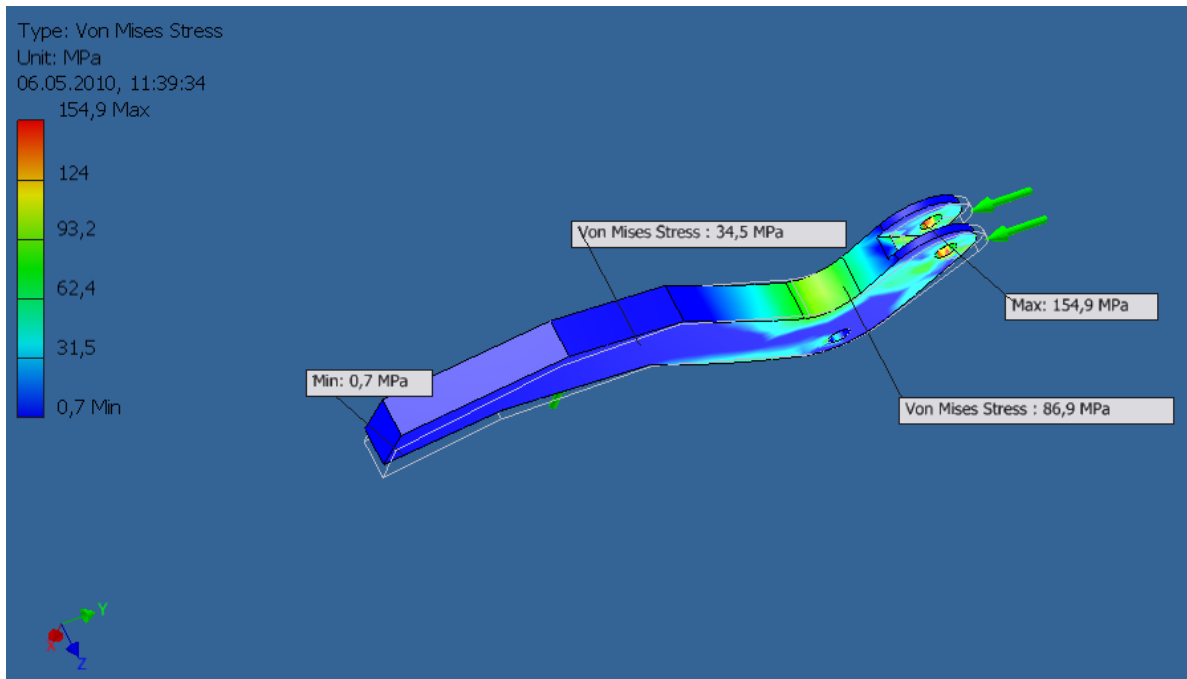 Type: Von Mises Stress
Unit: MPa
06.05.2010, 11:39:34
154,9 Max
124
93,2
62,4
31,5
0,7 Min
Von Mises Stress : 34,5 MPa
Max: 154,9 MPa
Min: 0,7 MPa
Von Mises Stress : 86,9 MPa
Y
X
Z